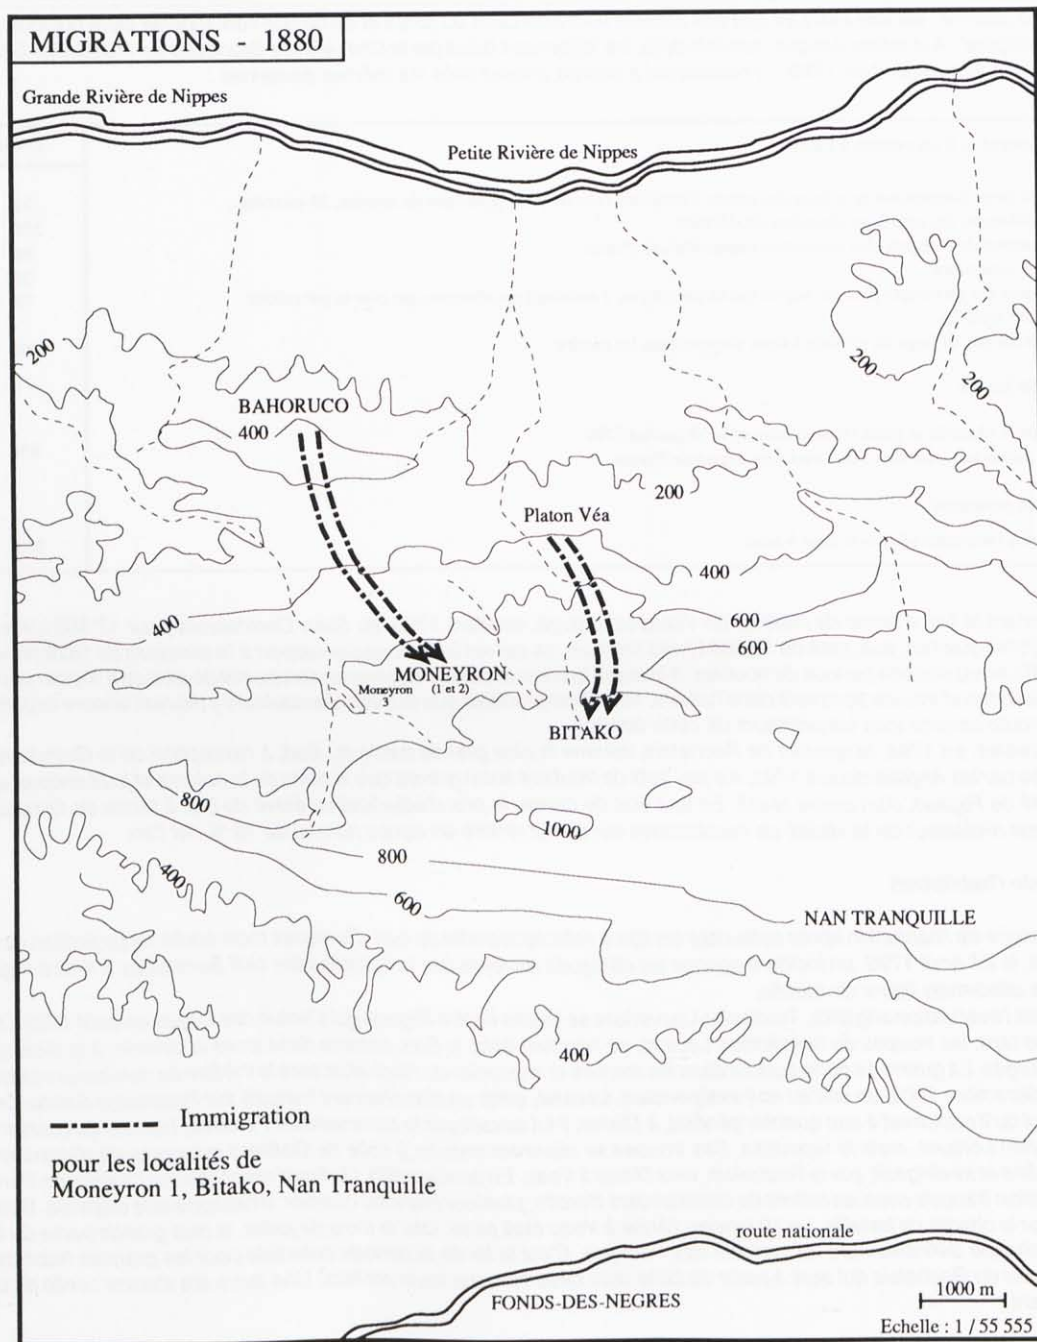 MIGRATIONS - 1880
Grande Rivière de Nippes
Petite Rivière de Nippes
200
200
200
BAHORUCO
400
200
Platon Véa
400
400
600
600
MONEYRON
(1 et 2)
Moneyron
3
BITAKO
800
1000
800
400
600
NAN TRANQUILLE
400
Immigration
pour les localités de
Moneyron 1, Bitako, Nan Tranquille
route nationale
FONDS-DES-NEGRES
1000 m
Echelle : 1 / 55 555